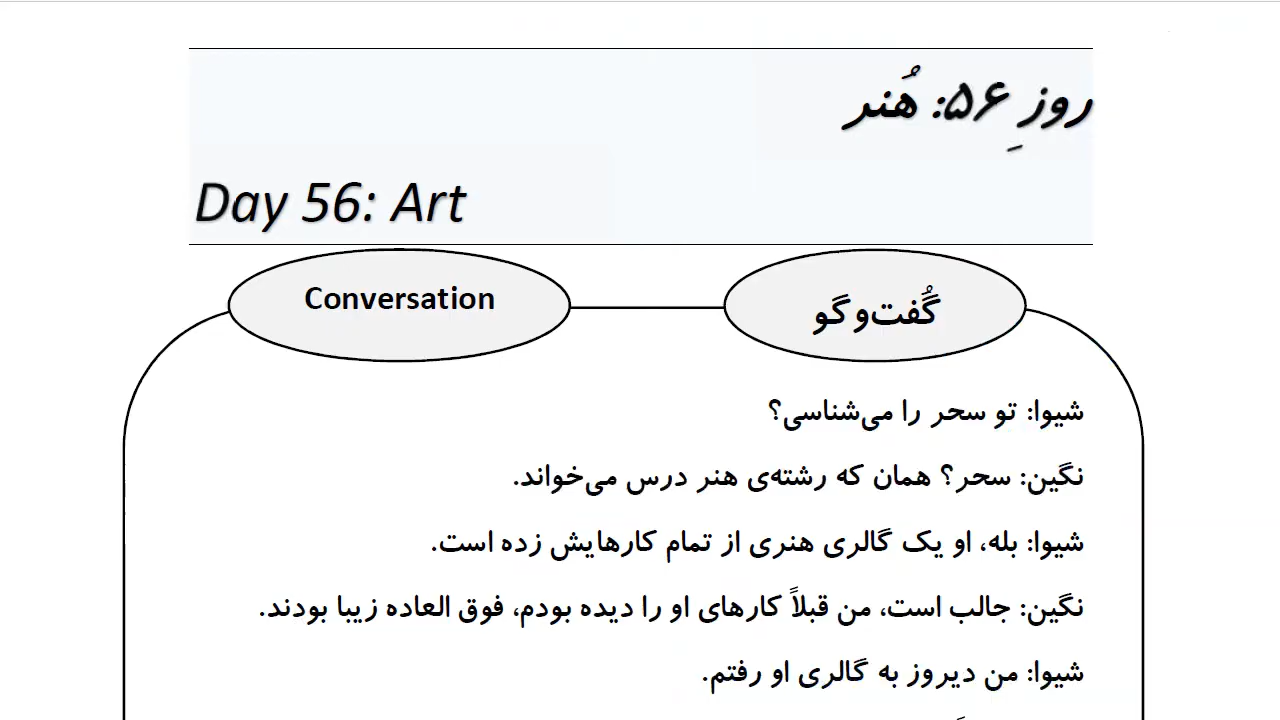 روزِ ۵۶: هُنر
Day 56: Art
Conversation
گُفت‌و‌گو
شیوا: تو سحر را می‌شناسی؟
نگین: سحر؟ همان که رشته‌ی هنر درس می‌خواند.
شیوا: بله، او یک گالری هنری از تمام کارهایش زده است.
نگین: جالب است، من قبلاً کارهای او را دیده بودم، فوق العاده زیبا بودند.
شیوا: من دیروز به گالری او رفتم.